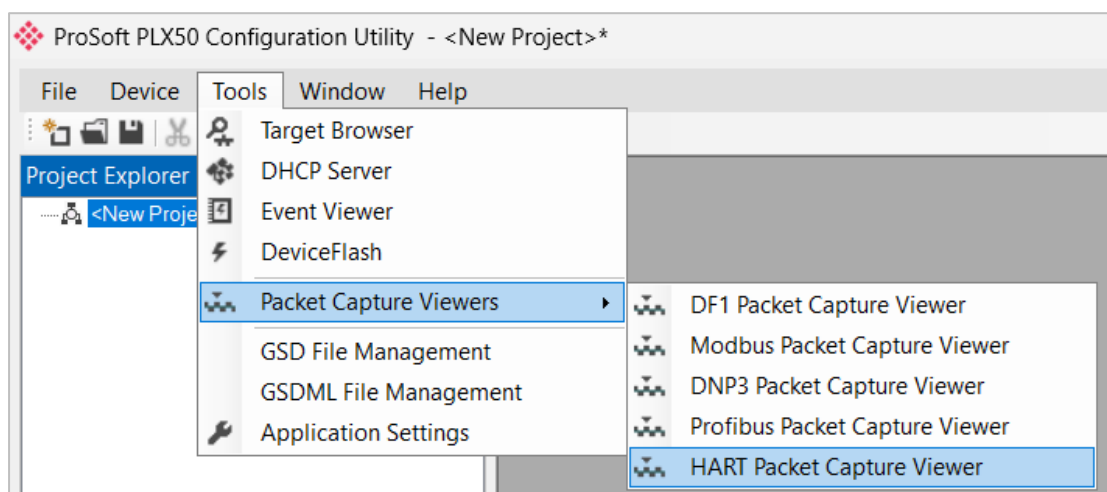 ProSoft PLX50 Configuration Utility - <New Project>*
File Device Tools Window Help
Target Browser
Project Explorer
DHCP Server
<New Proje
Event Viewer
DeviceFlash
Packet Capture Viewers
DF1 Packet Capture Viewer
Modbus Packet Capture Viewer
GSD File Management
DNP3 Packet Capture Viewer
GSDML File Management
Profibus Packet Capture Viewer
Application Settings
HART Packet Capture Viewer